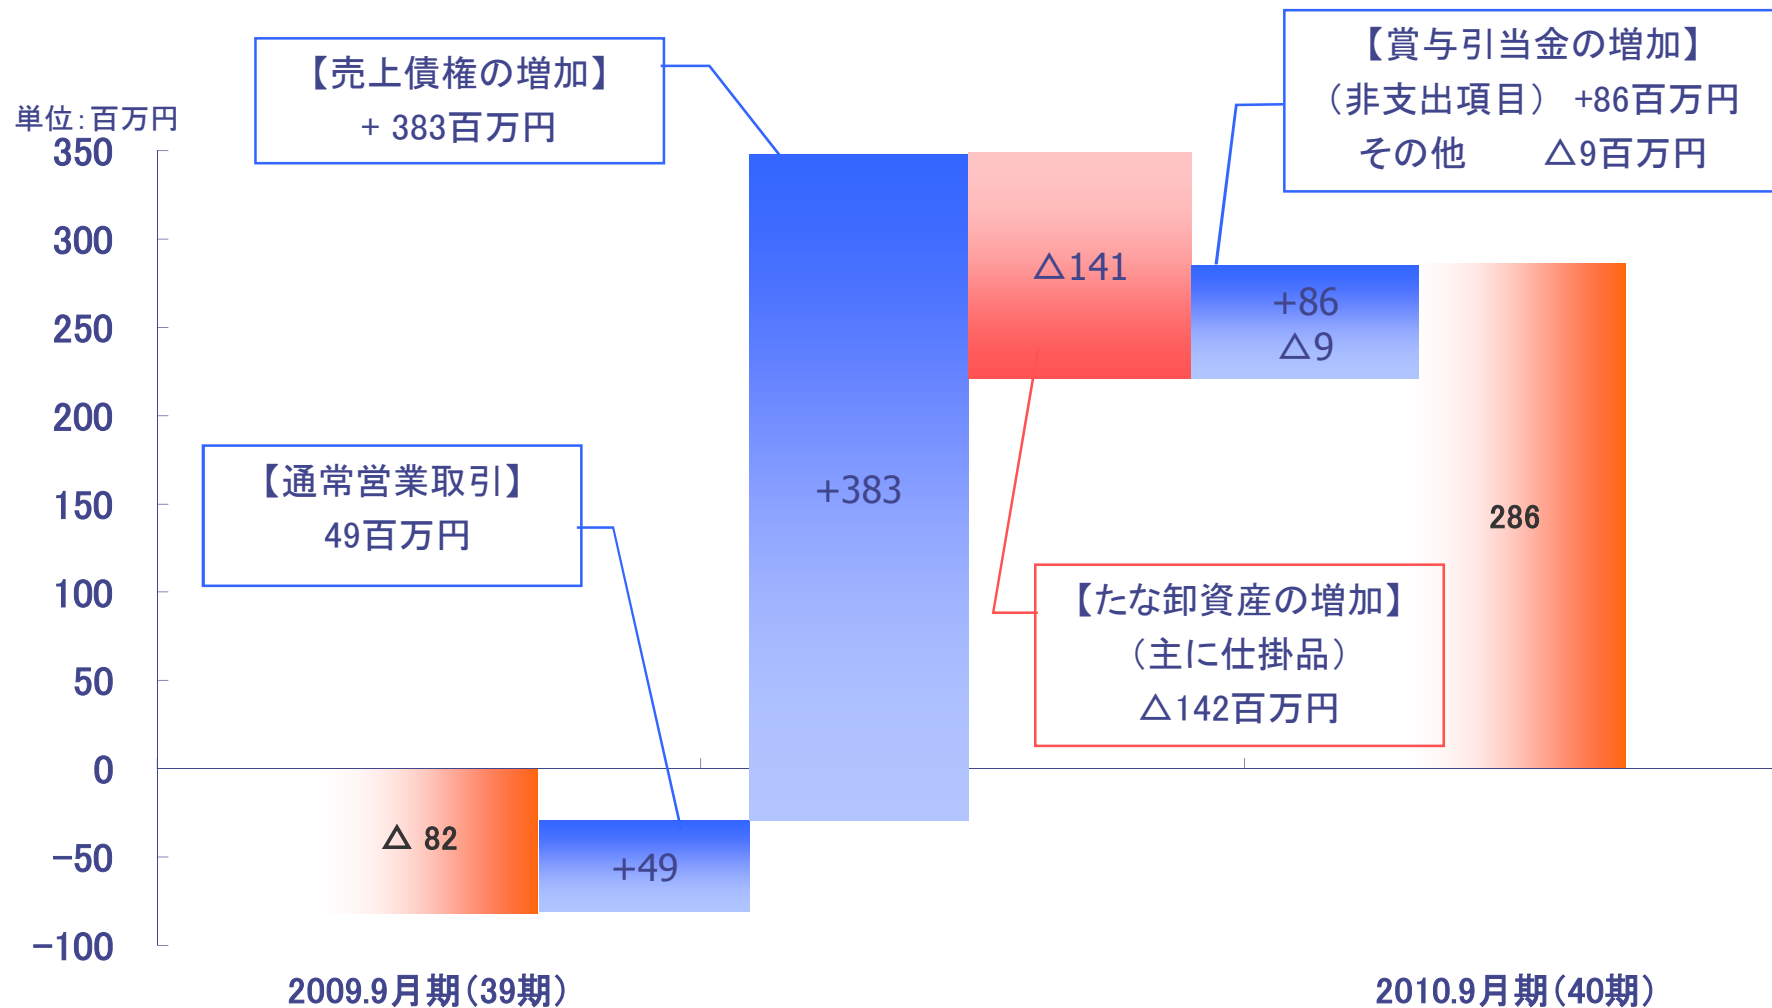 【売上債権の増加】
+ 383百万円
【賞与引当金の増加】
（非支出項目） +86百万円
その他 △9百万円
単位：百万円
350
300
250
200
150
100
50
0
-50
-100
△141
+86
△9
+383
【通常営業取引】
49百万円
286
【たな卸資産の増加】
（主に仕掛品）
△142百万円
△ 82
+49
2009.9月期（39期）
2010.9月期（40期）